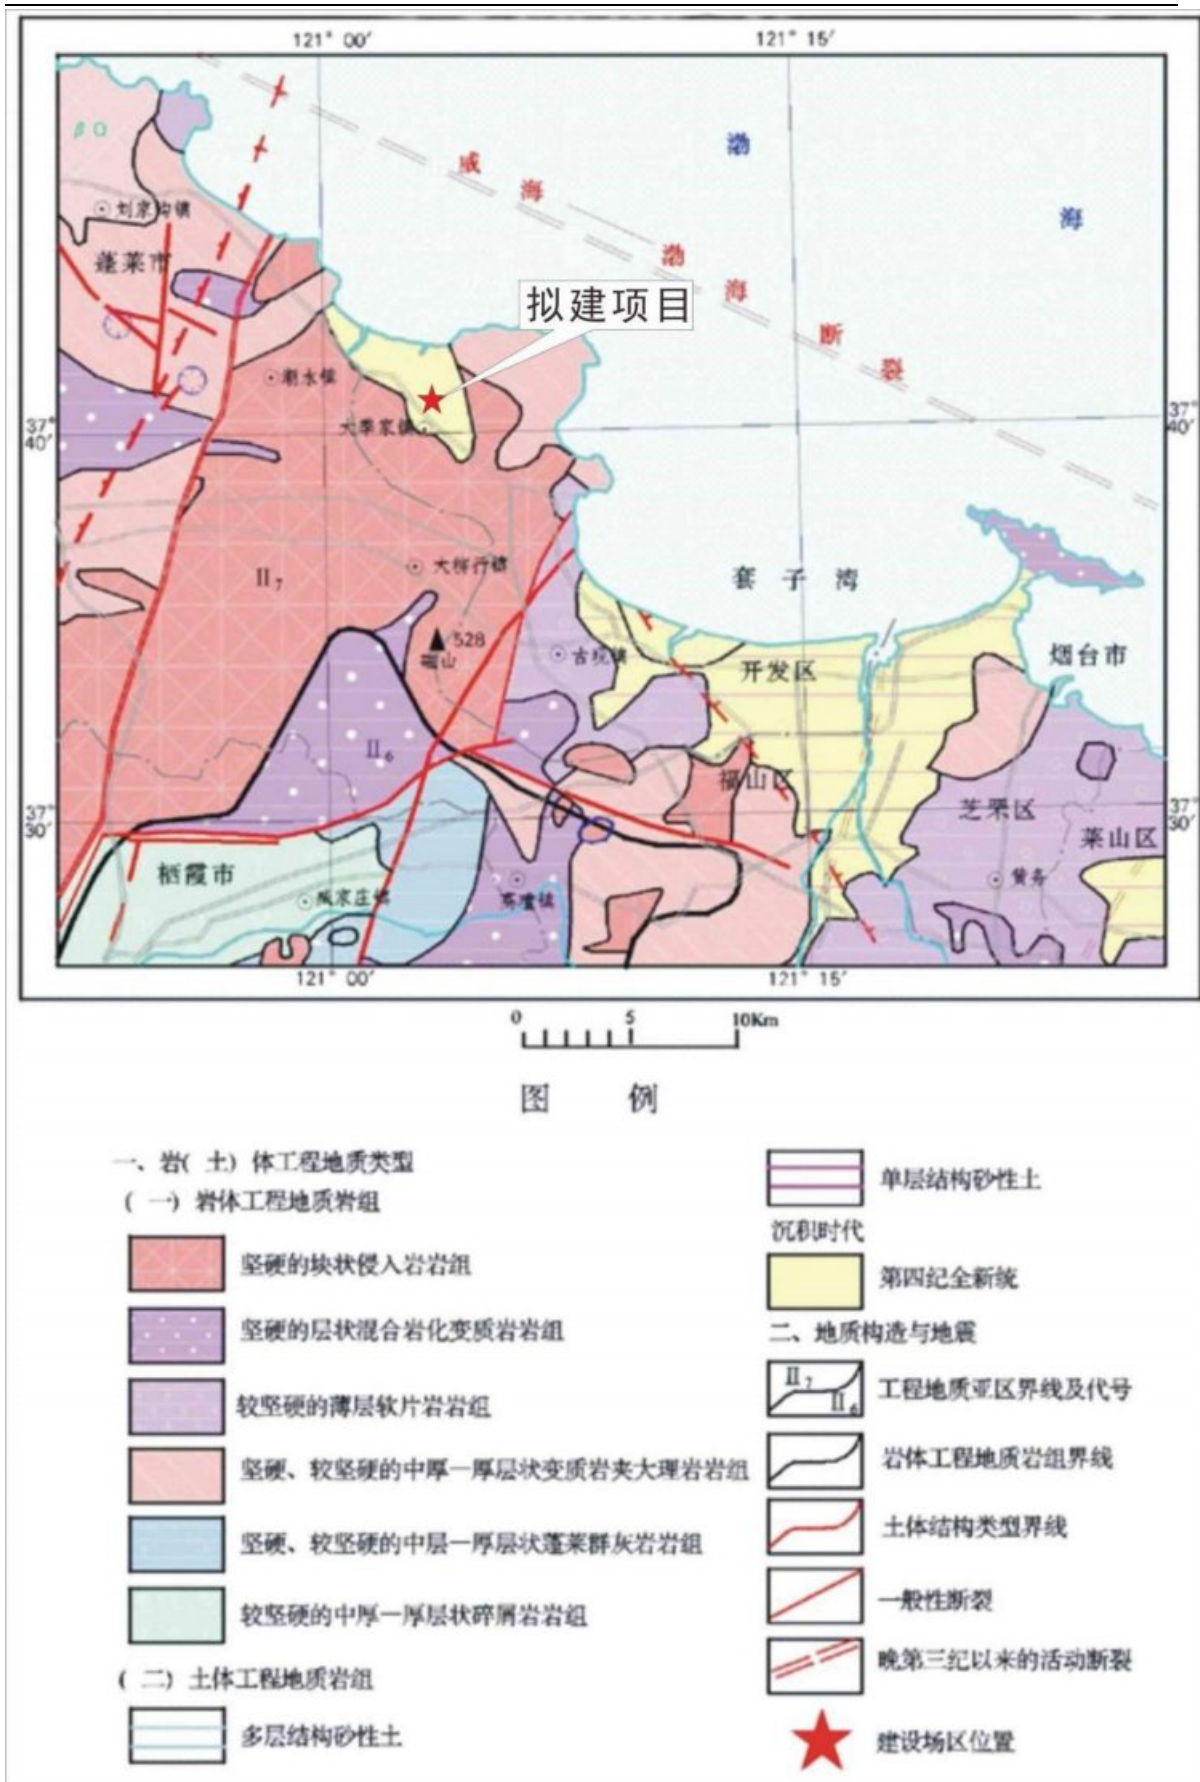 121° 00′
121° 15′
βQ
威海
渤海断裂
渤海
刘家沟镇
蓬莱市
拟建项目
潮水镇
37° 40′
37° 40′
大季家镇
大柳行镇
II₇
套子湾
528
古现镇
开发区
烟台市
II₆
福山区
芝罘区
37° 30′
37° 30′
莱山区
栖霞市
臧家庄镇
高疃镇
黄务
121° 00′
121° 15′
0 5 10Km
图 例
一、岩(土)体工程地质类型
(一)岩体工程地质岩组
坚硬的块状侵入岩岩组
坚硬的层状混合岩化变质岩岩组
较坚硬的薄层软片岩岩组
坚硬、较坚硬的中厚—厚层状变质岩夹大理岩岩组
坚硬、较坚硬的中层—厚层状蓬莱群灰岩岩组
较坚硬的中厚—厚层状碎屑岩岩组
(二)土体工程地质岩组
多层结构砂性土
单层结构砂性土
沉积时代
第四纪全新统
二、地质构造与地震
II₇ II₆
工程地质亚区界线及代号
岩体工程地质岩组界线
土体结构类型界线
一般性断裂
晚第三纪以来的活动断裂
建设场区位置